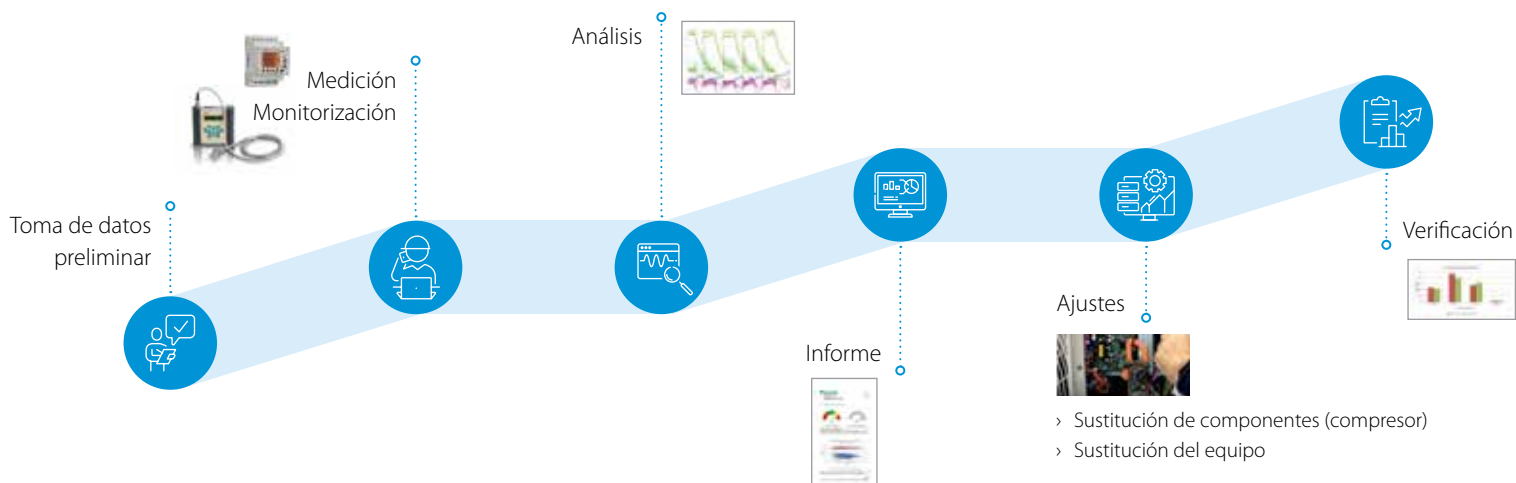 Toma de datos
preliminar
Medición
Monitorización
Análisis
Informe
Ajustes
› Sustitución de componentes (compresor)
› Sustitución del equipo
Verificación